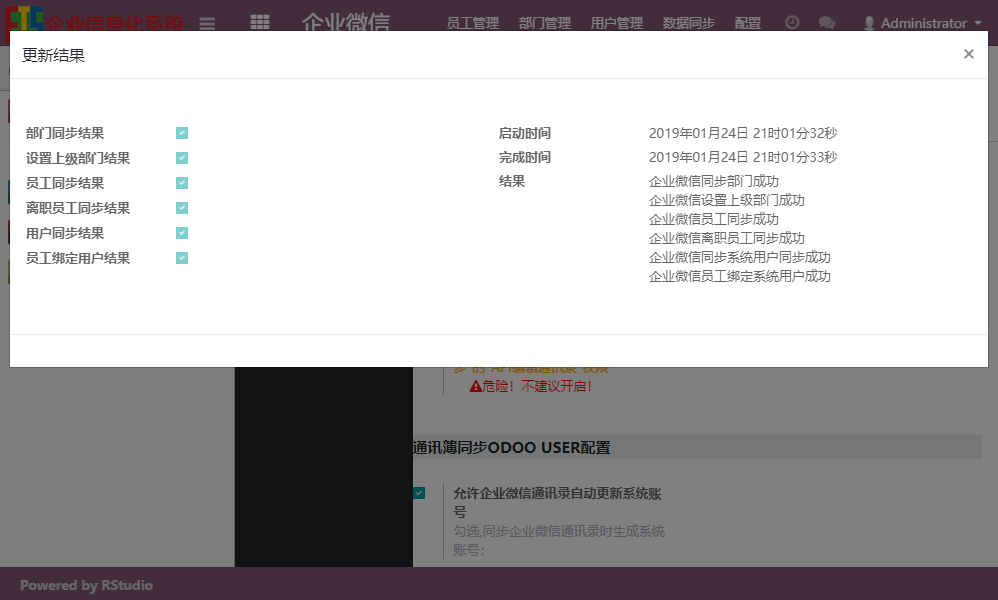 企业信息化系统
企业微信
员工管理 部门管理 用户管理 数据同步 配置 Administrator
更新结果 ×
部门同步结果
设置上级部门结果
员工同步结果
离职员工同步结果
用户同步结果
员工绑定用户结果
启动时间 2019年01月24日 21时01分32秒
完成时间 2019年01月24日 21时01分33秒
结果 企业微信同步部门成功
企业微信设置上级部门成功
企业微信员工同步成功
企业微信离职员工同步成功
企业微信同步系统用户同步成功
企业微信员工绑定系统用户成功
步"的"API编辑通讯录"权限
危险！不建议开启！
通讯薄同步ODOO USER配置
允许企业微信通讯录自动更新系统账
号
勾选,同步企业微信通讯录时生成系统
账号；
Powered by RStudio